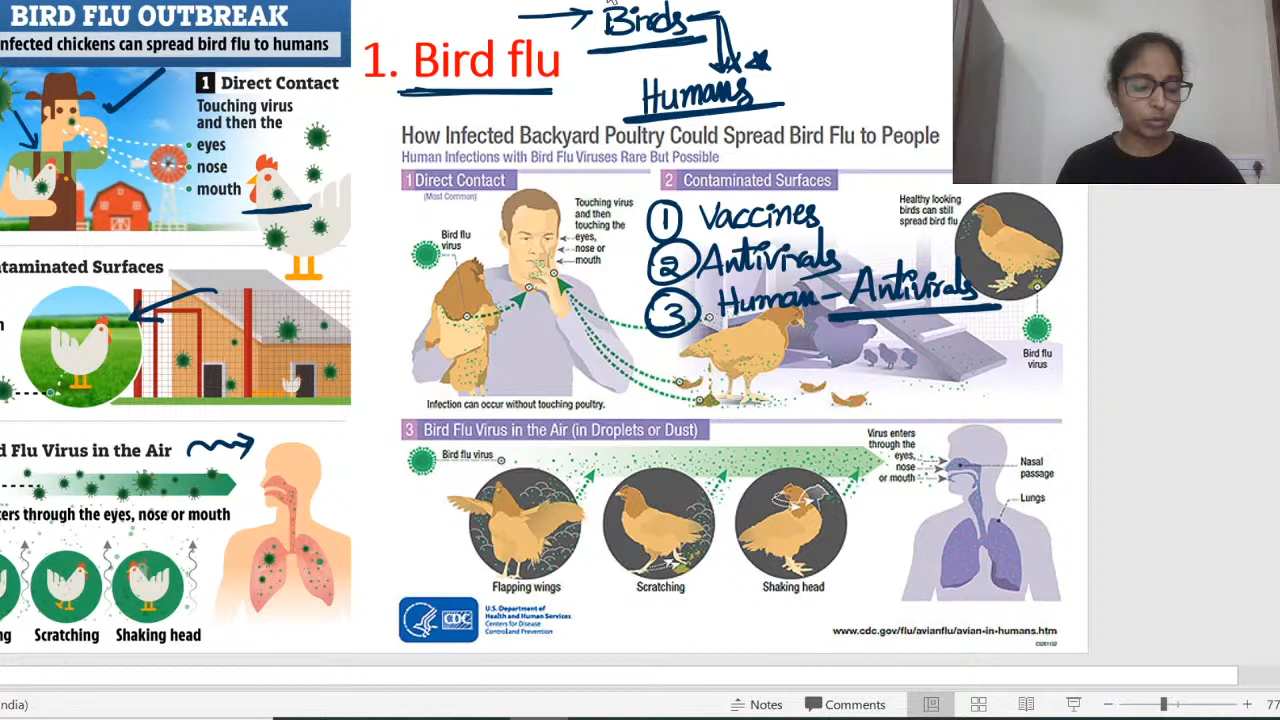 BIRD FLU OUTBREAK
infected chickens can spread bird flu to humans
1 Direct Contact
Touching virus
and then the
eyes
nose
mouth
ntaminated Surfaces
d Flu Virus in the Air
ters through the eyes, nose or mouth
ng Scratching Shaking head
1. Bird flu
Birds
Humans
How Infected Backyard Poultry Could Spread Bird Flu to People
Human Infections with Bird Flu Viruses Rare But Possible
1 Direct Contact
(Most Common)
Bird flu
virus
Touching virus
and then
touching the
eyes,
nose or
mouth
Infection can occur without touching poultry.
2 Contaminated Surfaces
Healthy looking
birds can still
spread bird flu
1 Vaccines
2 Antivirals
3 Human - Antivirals
Bird flu
virus
3 Bird Flu Virus in the Air (in Droplets or Dust)
Bird flu virus
Flapping wings
Scratching
Shaking head
Virus enters
through the
eyes,
nose
or mouth
Nasal
passage
Lungs
CDC
U.S. Department of
Health and Human Services
Centers for Disease
Control and Prevention
www.cdc.gov/flu/avianflu/avian-in-humans.htm
CS261152
ndia)
Notes
Comments
77